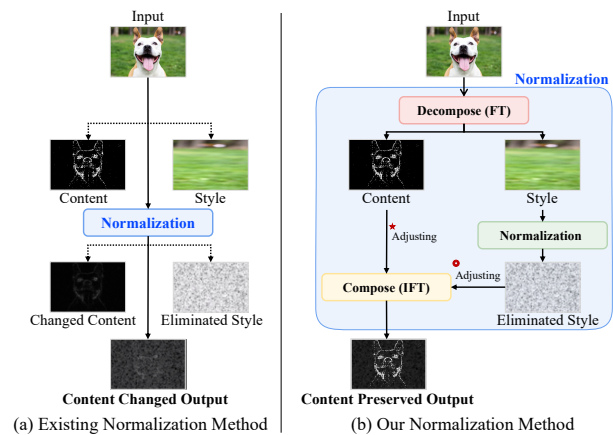 Input
Content
Style
Normalization
Changed Content
Eliminated Style
Content Changed Output
(a) Existing Normalization Method
Input
Normalization
Decompose (FT)
Content
Style
Adjusting
Normalization
Adjusting
Compose (IFT)
Eliminated Style
Content Preserved Output
(b) Our Normalization Method